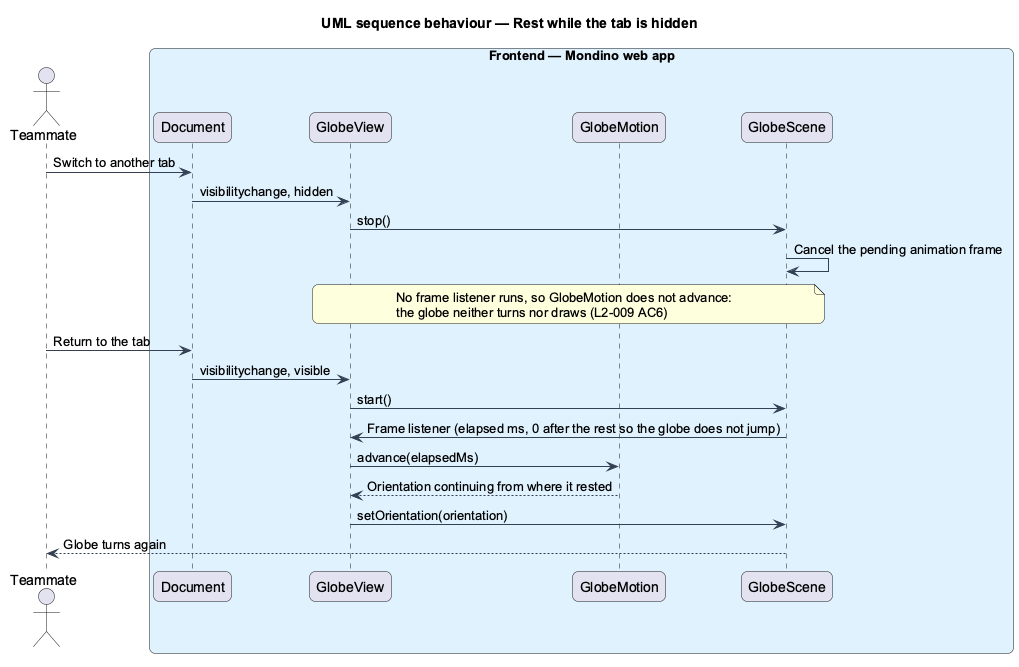 UML sequence behaviour — Rest while the tab is hidden
Frontend — Mondino web app
Teammate
Document
GlobeView
GlobeMotion
GlobeScene
Switch to another tab
visibilitychange, hidden
stop()
Cancel the pending animation frame
No frame listener runs, so GlobeMotion does not advance:
the globe neither turns nor draws (L2-009 AC6)
Return to the tab
visibilitychange, visible
start()
Frame listener (elapsed ms, 0 after the rest so the globe does not jump)
advance(elapsedMs)
Orientation continuing from where it rested
setOrientation(orientation)
Globe turns again
Teammate
Document
GlobeView
GlobeMotion
GlobeScene